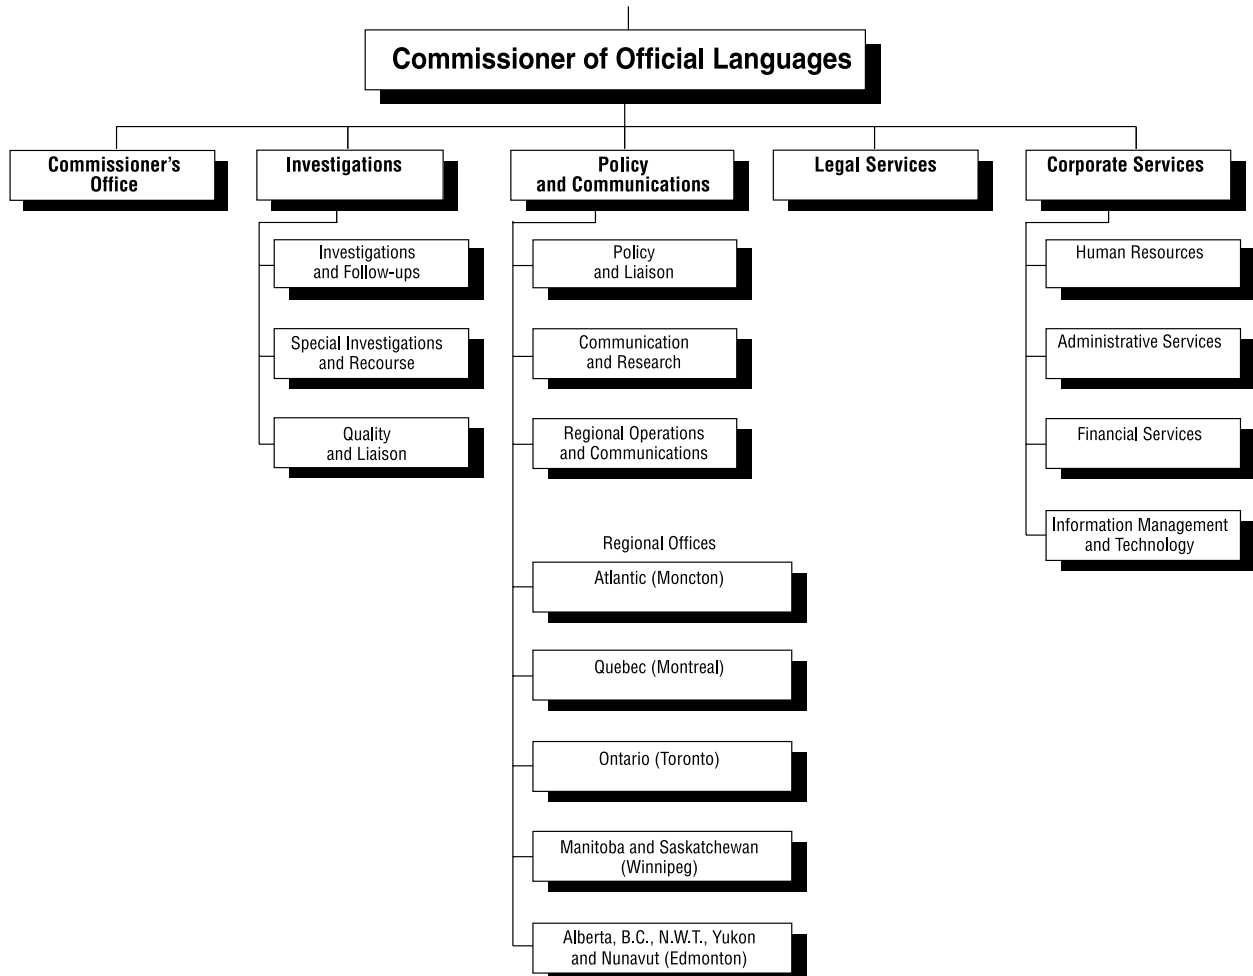 Commissioner of Official Languages
Commissioner's
Office
Investigations
Policy
and Communications
Legal Services
Corporate Services
Investigations
and Follow-ups
Special Investigations
and Recourse
Quality
and Liaison
Policy
and Liaison
Communication
and Research
Regional Operations
and Communications
Regional Offices
Atlantic (Moncton)
Quebec (Montreal)
Ontario (Toronto)
Manitoba and Saskatchewan
(Winnipeg)
Alberta, B.C., N.W.T., Yukon
and Nunavut (Edmonton)
Human Resources
Administrative Services
Financial Services
Information Management
and Technology